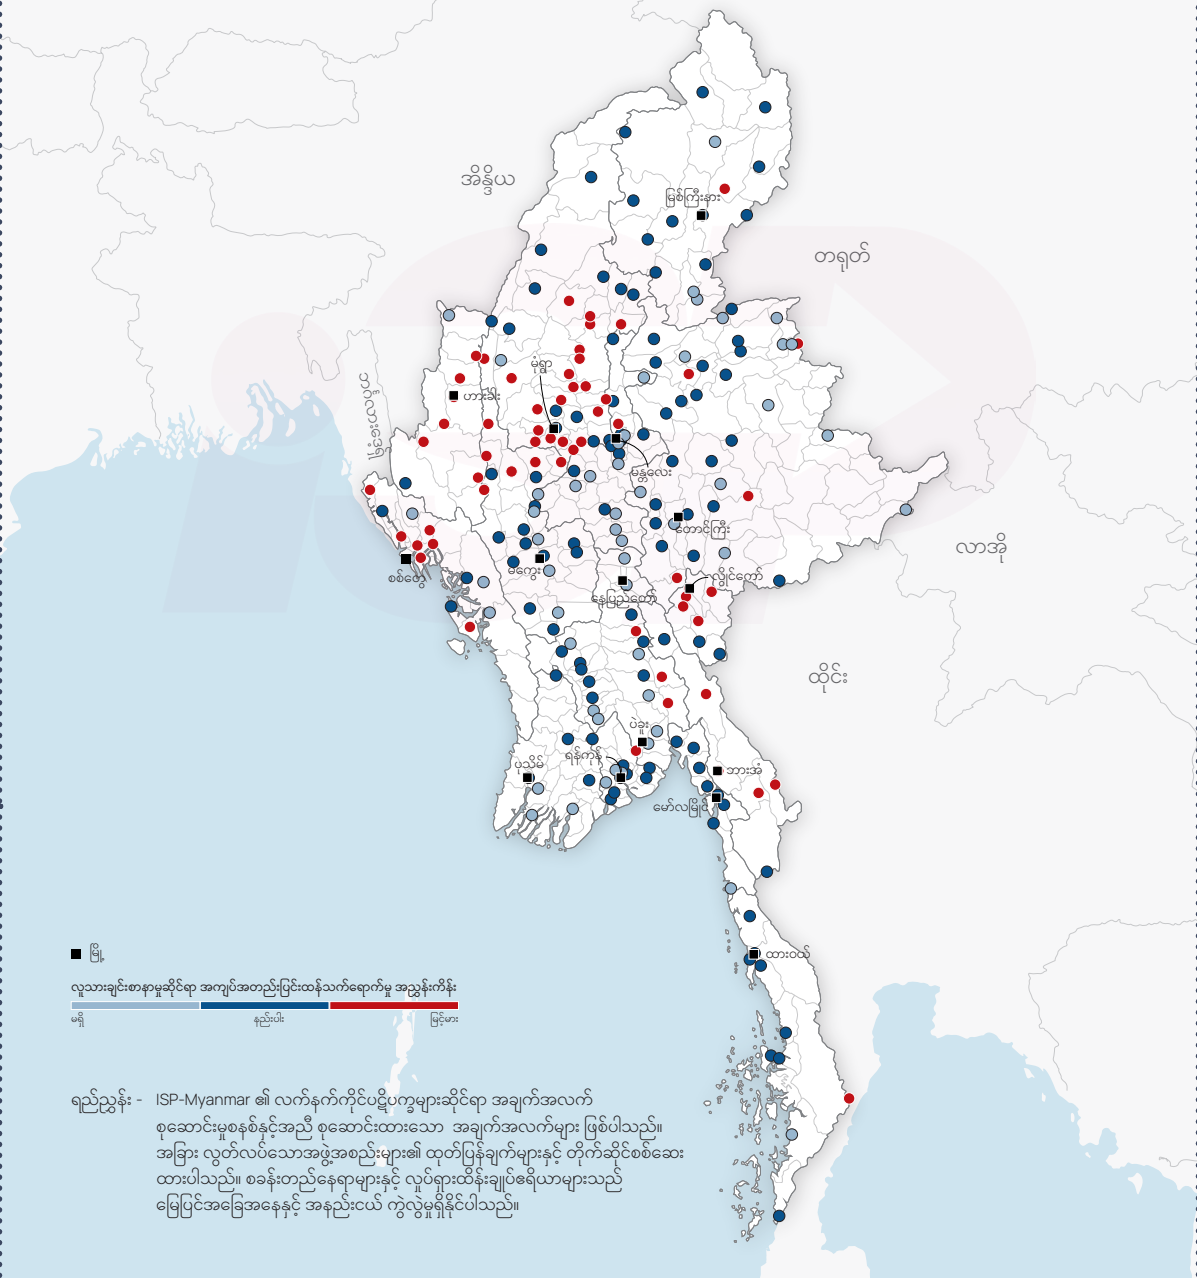 အိန္ဒိယ
မြစ်ကြီးနား
တရုတ်
မုံရွာ
ဘင်္ဂလားဒေ့ရှ်
ဟားခါး
မန္တလေး
တောင်ကြီး
လာအို
မကွေး
စစ်တွေ
လွိုင်ကော်
နေပြည်တော်
ထိုင်း
ပဲခူး
ရန်ကုန်
ပုသိမ်
ဘားအံ
မော်လမြိုင်
ထားဝယ်
မြို့
လူသားချင်းစာနာမှုဆိုင်ရာ အကျပ်အတည်းပြင်းထန်သက်ရောက်မှု အညွှန်းကိန်း
မရှိ နည်းပါး မြင့်မား
ရည်ညွှန်း - ISP-Myanmar ၏ လက်နက်ကိုင်ပဋိပက္ခများဆိုင်ရာ အချက်အလက်
စုဆောင်းမှုစနစ်နှင့်အညီ စုဆောင်းထားသော အချက်အလက်များ ဖြစ်ပါသည်။
အခြား လွတ်လပ်သောအဖွဲ့အစည်းများ၏ ထုတ်ပြန်ချက်များနှင့် တိုက်ဆိုင်စစ်ဆေး
ထားပါသည်။ စခန်းတည်နေရာများနှင့် လှုပ်ရှားထိန်းချုပ်ဧရိယာများသည်
မြေပြင်အခြေအနေနှင့် အနည်းငယ် ကွဲလွဲမှုရှိနိုင်ပါသည်။